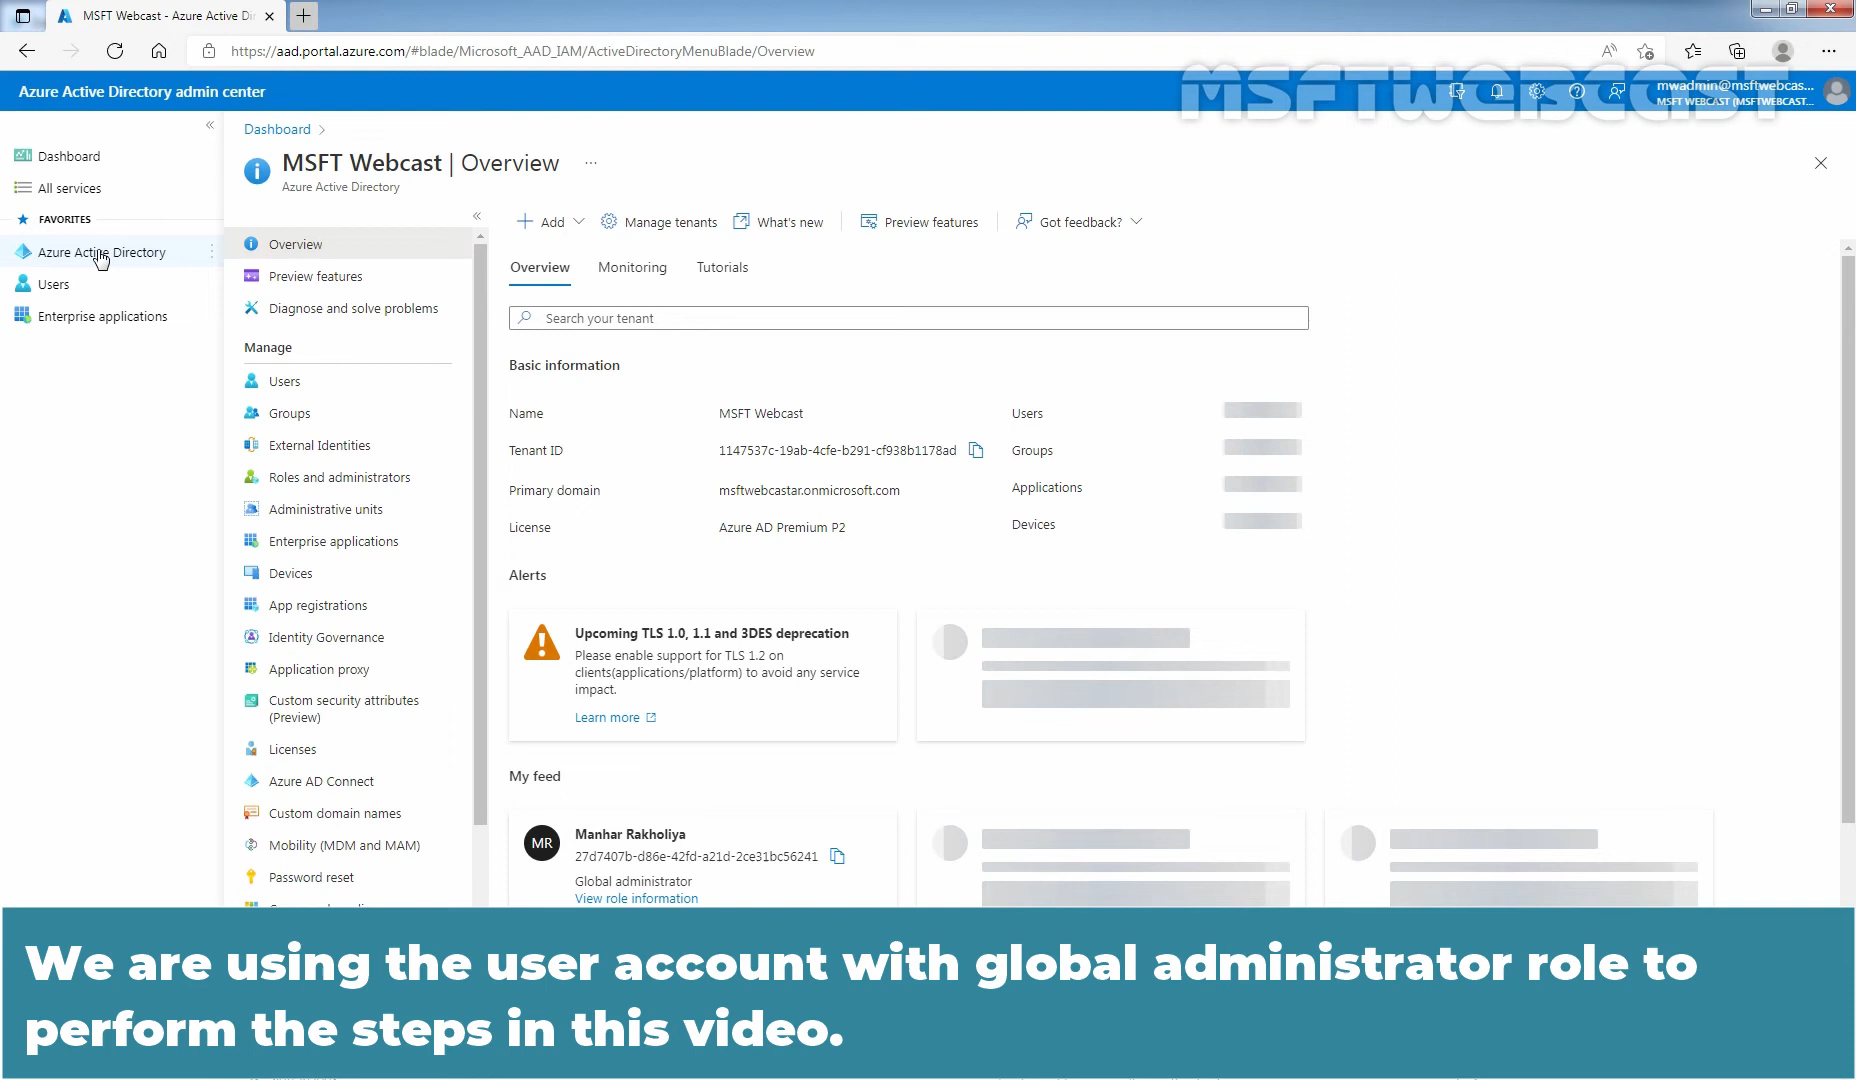 MSFT Webcast - Azure Active Di
https://aad.portal.azure.com/#blade/Microsoft_AAD_IAM/ActiveDirectoryMenuBlade/Overview
MSFTWEBCAST
Azure Active Directory admin center
mwadmin@msftwebcas...
MSFT WEBCAST (MSFTWEBCAST...
Dashboard
All services
FAVORITES
Azure Active Directory
Users
Enterprise applications
Dashboard
MSFT Webcast | Overview
Azure Active Directory
Overview
Preview features
Diagnose and solve problems
Manage
Users
Groups
External Identities
Roles and administrators
Administrative units
Enterprise applications
Devices
App registrations
Identity Governance
Application proxy
Custom security attributes
(Preview)
Licenses
Azure AD Connect
Custom domain names
Mobility (MDM and MAM)
Password reset
Add
Manage tenants
What's new
Preview features
Got feedback?
Overview
Monitoring
Tutorials
Search your tenant
Basic information
Name MSFT Webcast Users
Tenant ID 1147537c-19ab-4cfe-b291-cf938b1178ad Groups
Primary domain msftwebcastar.onmicrosoft.com Applications
License Azure AD Premium P2 Devices
Alerts
Upcoming TLS 1.0, 1.1 and 3DES deprecation
Please enable support for TLS 1.2 on
clients(applications/platform) to avoid any service
impact.
Learn more
My feed
MR
Manhar Rakholiya
27d7407b-d86e-42fd-a21d-2ce31bc56241
Global administrator
View role information
We are using the user account with global administrator role to
perform the steps in this video.